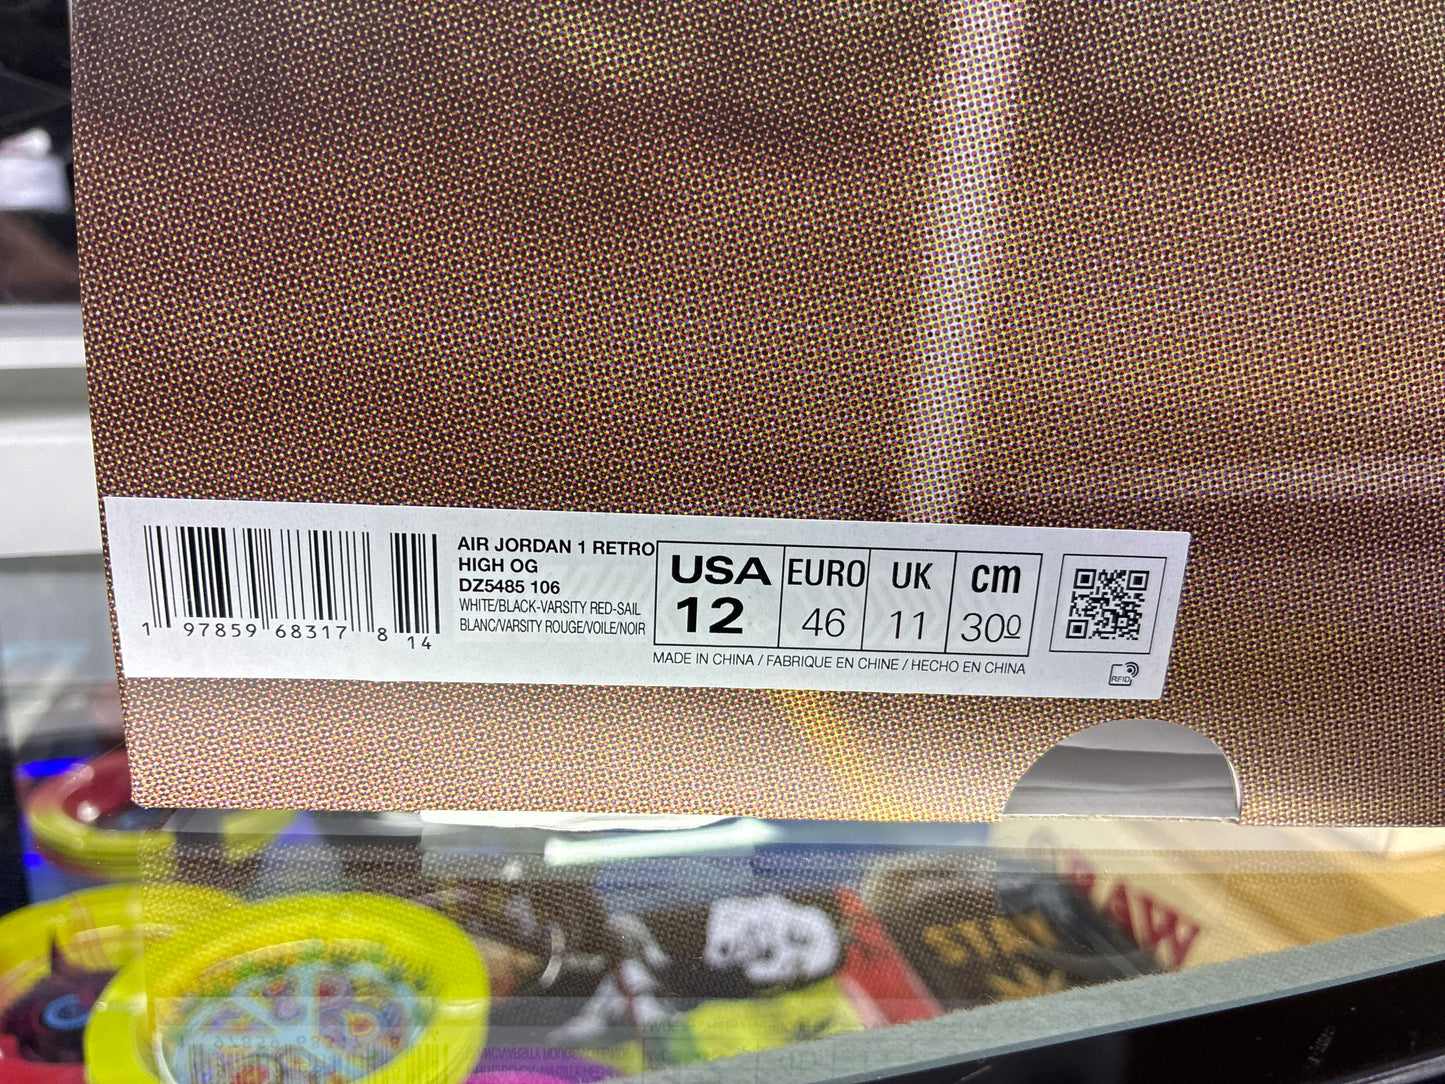 AIR JORDAN 1 RETRO
HIGH OG
DZ5485 106
WHITE/BLACK-VARSITY RED-SAIL
BLANC/VARSITY ROUGE/VOILE/NOIR
USA EURO UK cm
12 46 11 300
MADE IN CHINA / FABRIQUE EN CHINE / HECHO EN CHINA
1 97859 68317 8 14
RFID
RAW